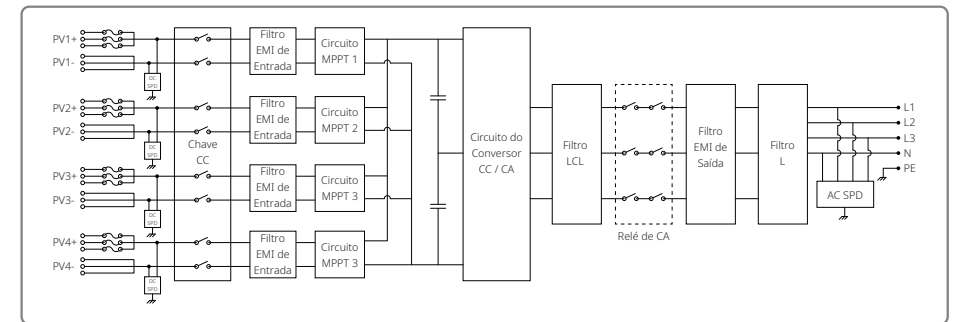 PV1+
PV1-
DC
SPD
PV2+
PV2-
DC
SPD
PV3+
PV3-
DC
SPD
PV4+
PV4-
DC
SPD
Chave
CC
Filtro
EMI de
Entrada
Circuito
MPPT 1
Filtro
EMI de
Entrada
Circuito
MPPT 2
Filtro
EMI de
Entrada
Circuito
MPPT 3
Filtro
EMI de
Entrada
Circuito
MPPT 3
Circuito do
Conversor
CC / CA
Filtro
LCL
Relé de CA
Filtro
EMI de
Saída
Filtro
L
L1
L2
L3
N
PE
AC SPD